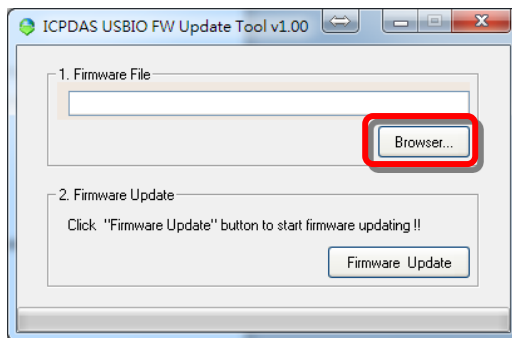 ICPDAS USBIO FW Update Tool v1.00
1. Firmware File
Browser...
2. Firmware Update
Click "Firmware Update" button to start firmware updating !!
Firmware Update